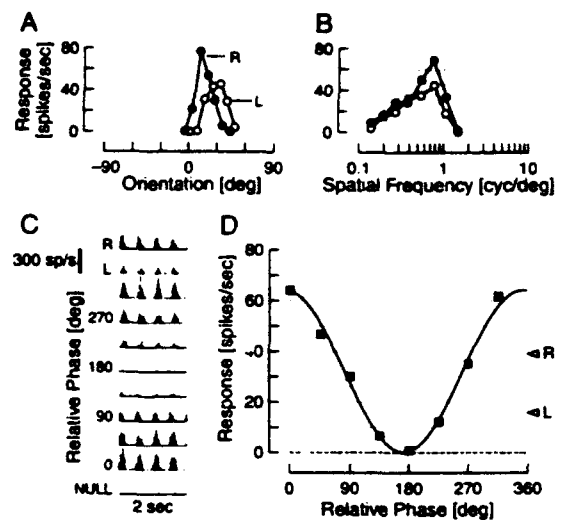 A
Response
[spikes/sec]
80
40
0
R
L
-90
0
90
Orientation [deg]
B
80
40
0
0.1
1
10
Spatial Frequency [cyc/deg]
C
300 sp/s
R
L
Relative Phase [deg]
270
180
90
0
NULL
2 sec
D
Response [spikes/sec]
80
60
40
20
0
R
L
0
90
180
270
360
Relative Phase [deg]